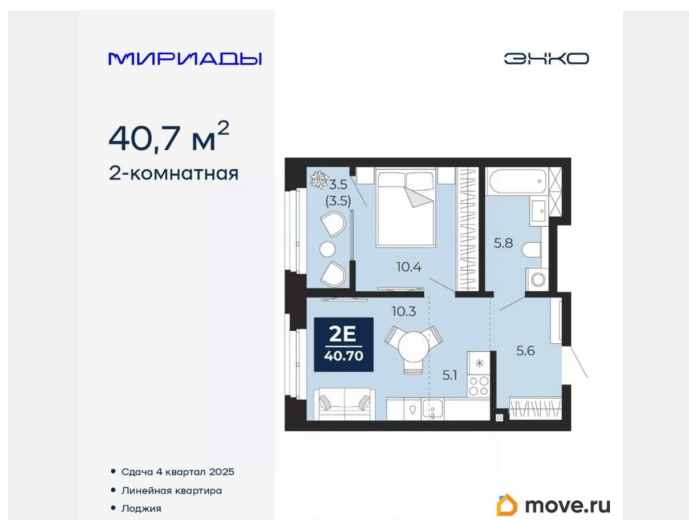 МИРИАДЫ
ЭНКО
40,7 м²
2-комнатная
3.5
(3.5)
10.4
5.8
10.3
2Е
40.70
5.1
5.6
• Сдача 4 квартал 2025
• Линейная квартира
• Лоджия
move.ru